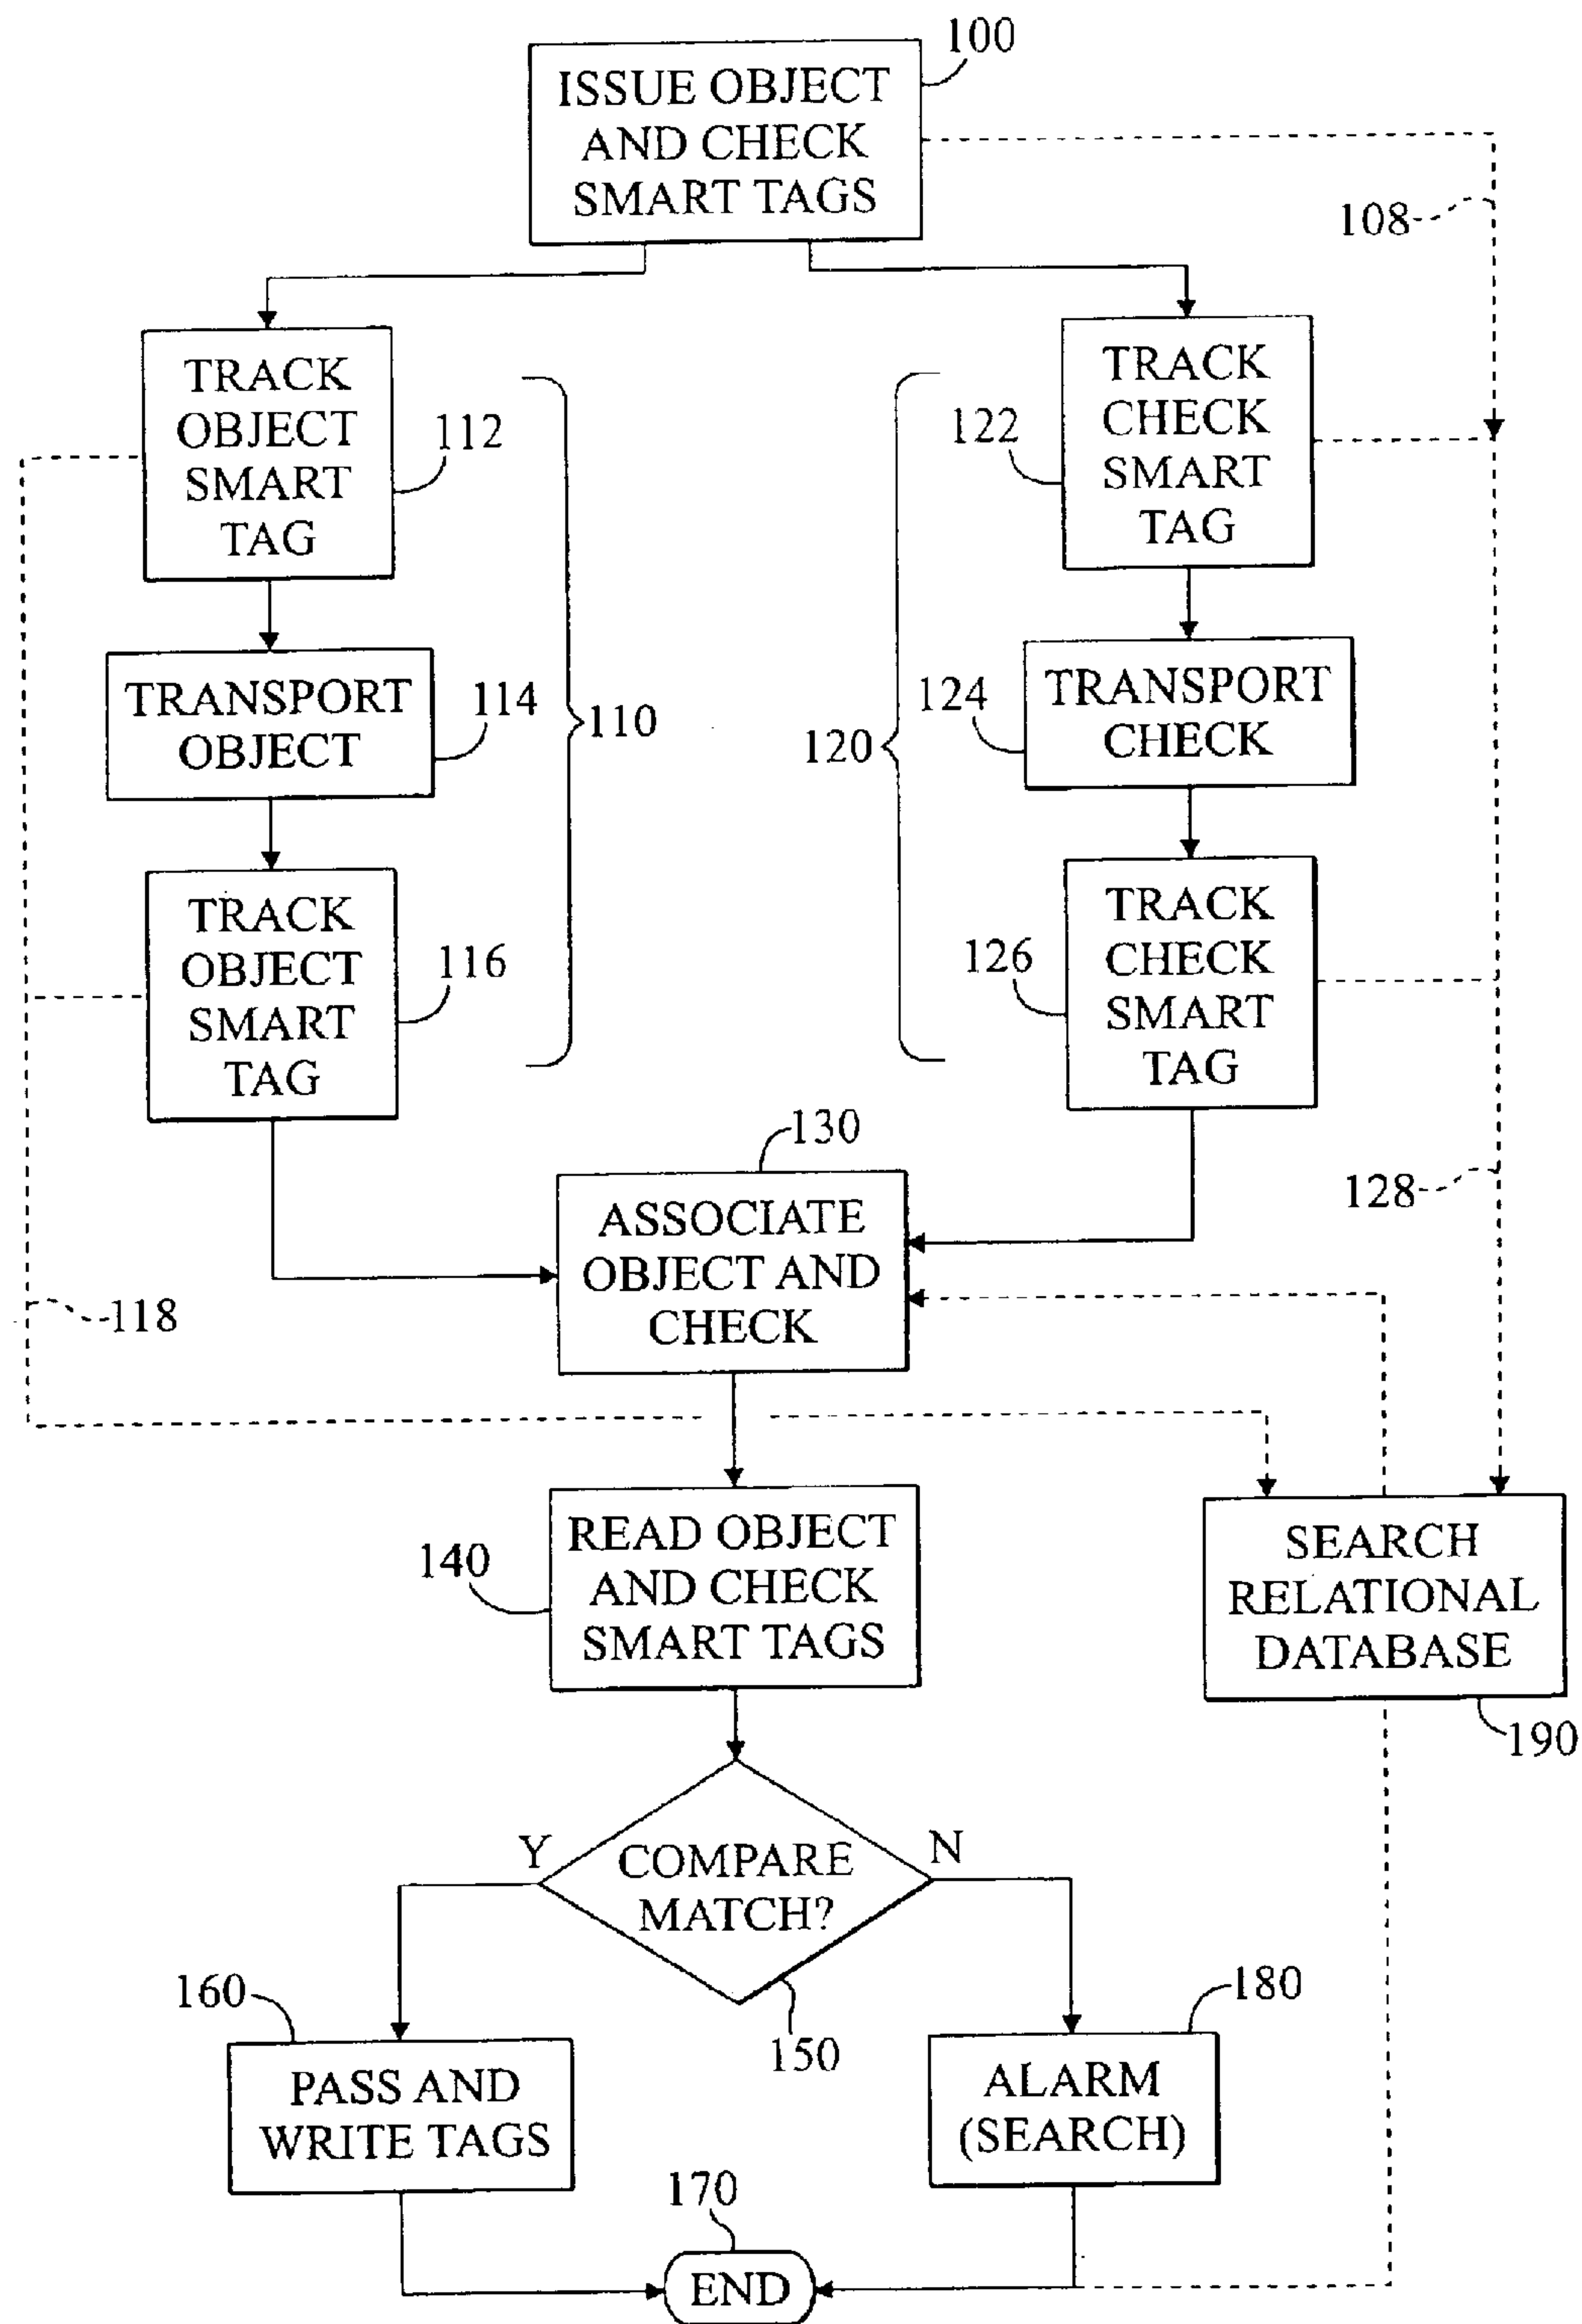 100
ISSUE OBJECT
AND CHECK
SMART TAGS
108
TRACK
OBJECT
SMART
TAG
112
122
TRACK
CHECK
SMART
TAG
TRANSPORT
OBJECT
114
110
120
124
TRANSPORT
CHECK
TRACK
OBJECT
SMART
TAG
116
126
TRACK
CHECK
SMART
TAG
130
ASSOCIATE
OBJECT AND
CHECK
128
118
140
READ OBJECT
AND CHECK
SMART TAGS
SEARCH
RELATIONAL
DATABASE
190
Y
COMPARE
MATCH?
N
150
160
PASS AND
WRITE TAGS
180
ALARM
(SEARCH)
170
END